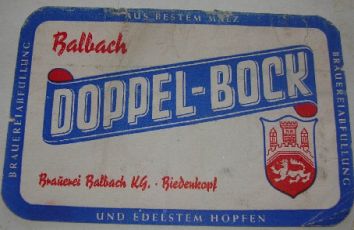 AUS BESTEM MALZ
BRAUEREIABFÜLLUNG
Balbach
DOPPEL-BOCK
BRAUEREIABFÜLLUNG
Brauerei Balbach KG. · Biedenkopf
UND EDELSTEM HOPFEN